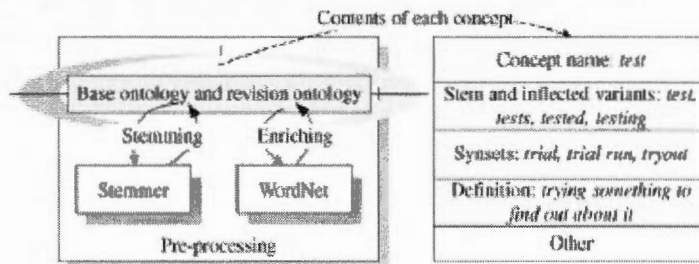 Contents of each concept
Base ontology and revision ontology
Stemming Enriching
Stemmer WordNet
Pre-processing
Concept name: test
Stem and inflected variants: test,
tests, tested, testing
Synsets: trial, trial run, tryout
Definition: trying something to
find out about it
Other